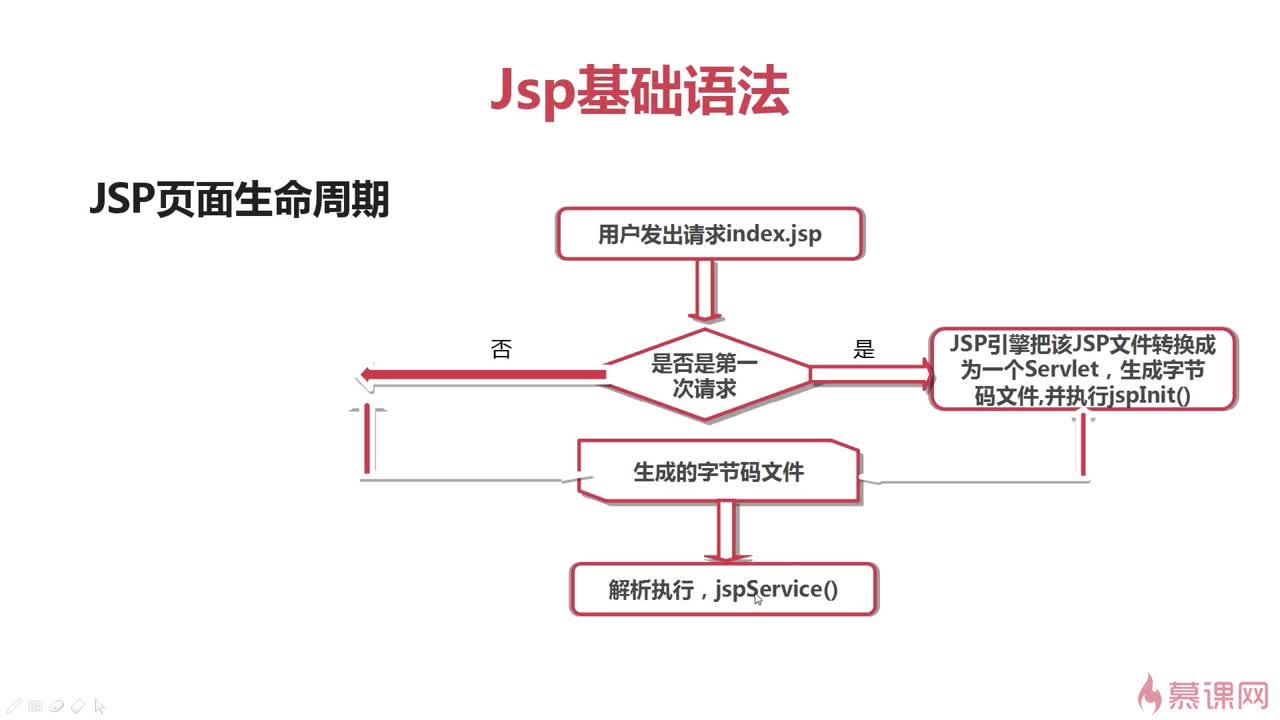 Jsp基础语法
JSP页面生命周期
用户发出请求index.jsp
否
是否是第一
次请求
是
JSP引擎把该JSP文件转换成
为一个Servlet，生成字节
码文件,并执行jspInit()
生成的字节码文件
解析执行，jspService()
慕课网